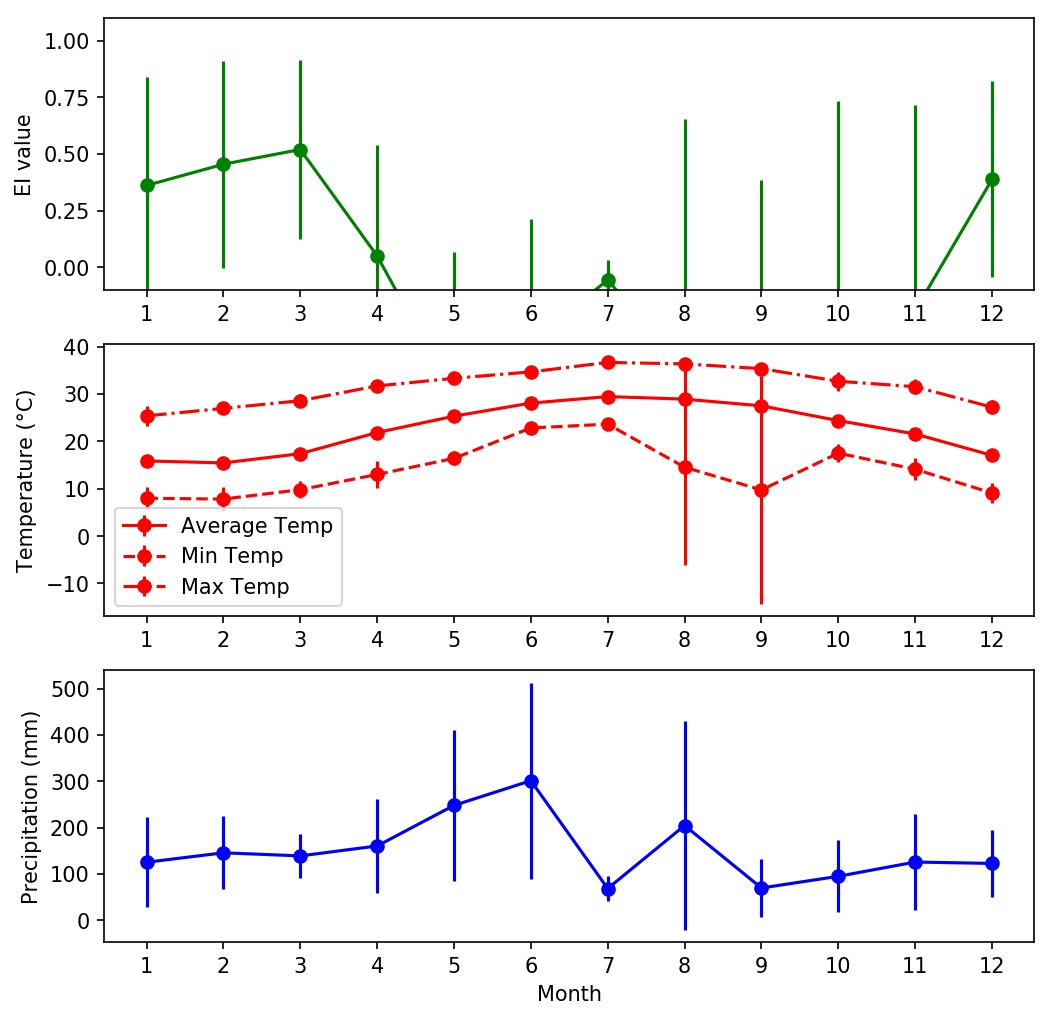 EI value
1.00
0.75
0.50
0.25
0.00
1 2 3 4 5 6 7 8 9 10 11 12
Temperature (°C)
40
30
20
10
0
−10
Average Temp
Min Temp
Max Temp
1 2 3 4 5 6 7 8 9 10 11 12
Precipitation (mm)
500
400
300
200
100
0
1 2 3 4 5 6 7 8 9 10 11 12
Month